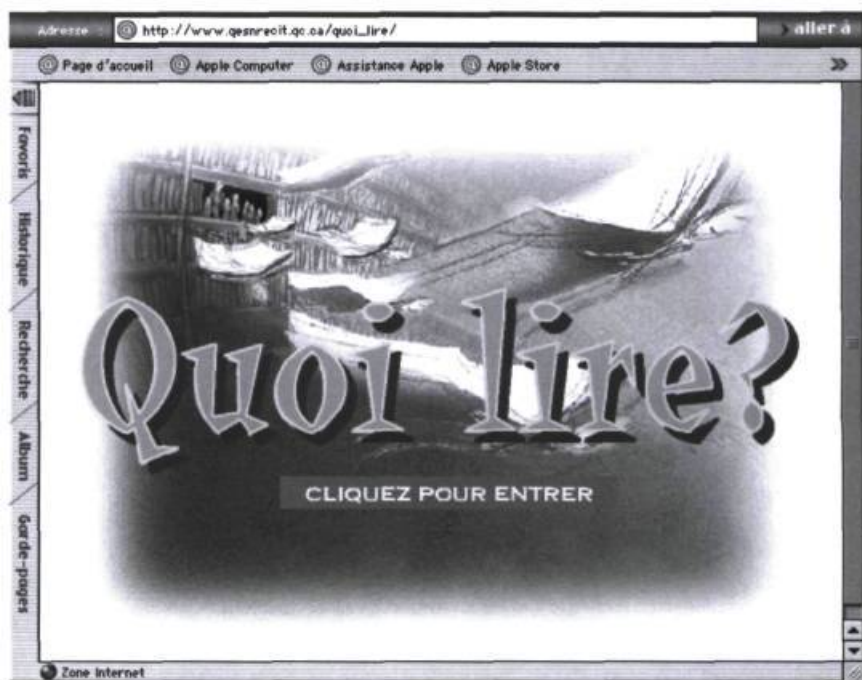 Adresse : http://www.qesnrecit.qc.ca/quoi_lire/ aller à
Page d'accueil Apple Computer Assistance Apple Apple Store
Favoris
Historique
Recherche
Album
Garde-pages
Quoi lire?
CLIQUEZ POUR ENTRER
Zone Internet